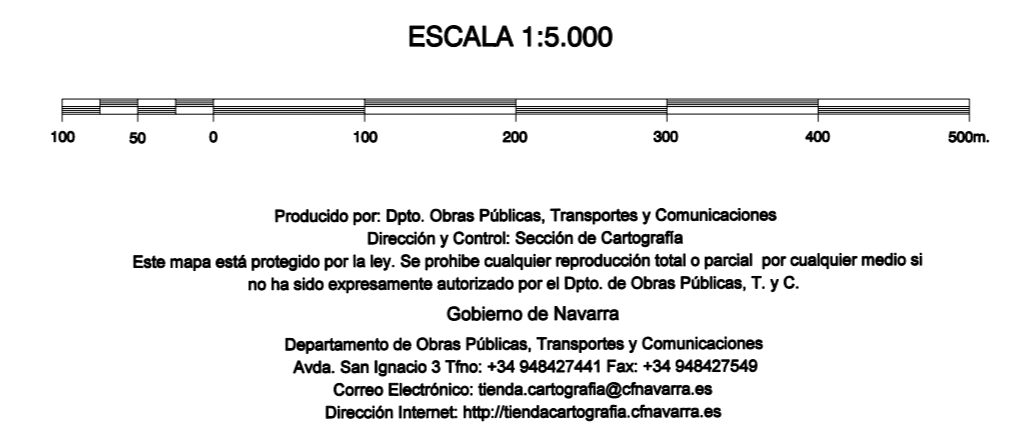 ESCALA 1:5.000
100 50 0 100 200 300 400 500m.
Producido por: Dpto. Obras Públicas, Transportes y Comunicaciones
Dirección y Control: Sección de Cartografía
Este mapa está protegido por la ley. Se prohibe cualquier reproducción total o parcial por cualquier medio si
no ha sido expresamente autorizado por el Dpto. de Obras Públicas, T. y C.
Gobierno de Navarra
Departamento de Obras Públicas, Transportes y Comunicaciones
Avda. San Ignacio 3 Tfno: +34 948427441 Fax: +34 948427549
Correo Electrónico: tienda.cartografia@cfnavarra.es
Dirección Internet: http://tiendacartografia.cfnavarra.es